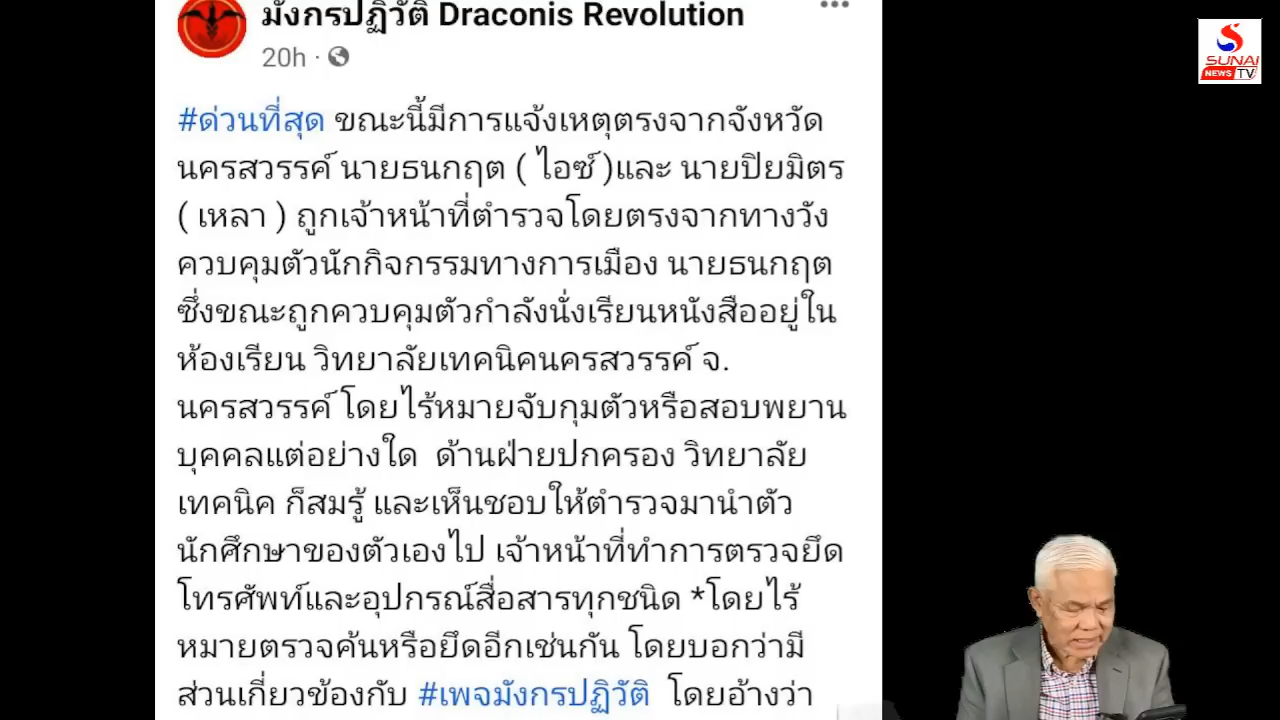 มังกรปฏิวัติ Draconis Revolution
20h ·
SUNAI
NEWS TV
#ด่วนที่สุด ขณะนี้มีการแจ้งเหตุตรงจากจังหวัด
นครสวรรค์ นายธนกฤต ( ไอซ์ )และ นายปิยมิตร
( เหลา ) ถูกเจ้าหน้าที่ตำรวจโดยตรงจากทางวัง
ควบคุมตัวนักกิจกรรมทางการเมือง นายธนกฤต
ซึ่งขณะถูกควบคุมตัวกำลังนั่งเรียนหนังสืออยู่ใน
ห้องเรียน วิทยาลัยเทคนิคนครสวรรค์ จ.
นครสวรรค์ โดยไร้หมายจับกุมตัวหรือสอบพยาน
บุคคลแต่อย่างใด ด้านฝ่ายปกครอง วิทยาลัย
เทคนิค ก็สมรู้ และเห็นชอบให้ตำรวจมานำตัว
นักศึกษาของตัวเองไป เจ้าหน้าที่ทำการตรวจยึด
โทรศัพท์และอุปกรณ์สื่อสารทุกชนิด *โดยไร้
หมายตรวจค้นหรือยึดอีกเช่นกัน โดยบอกว่ามี
ส่วนเกี่ยวข้องกับ #เพจมังกรปฏิวัติ โดยอ้างว่า